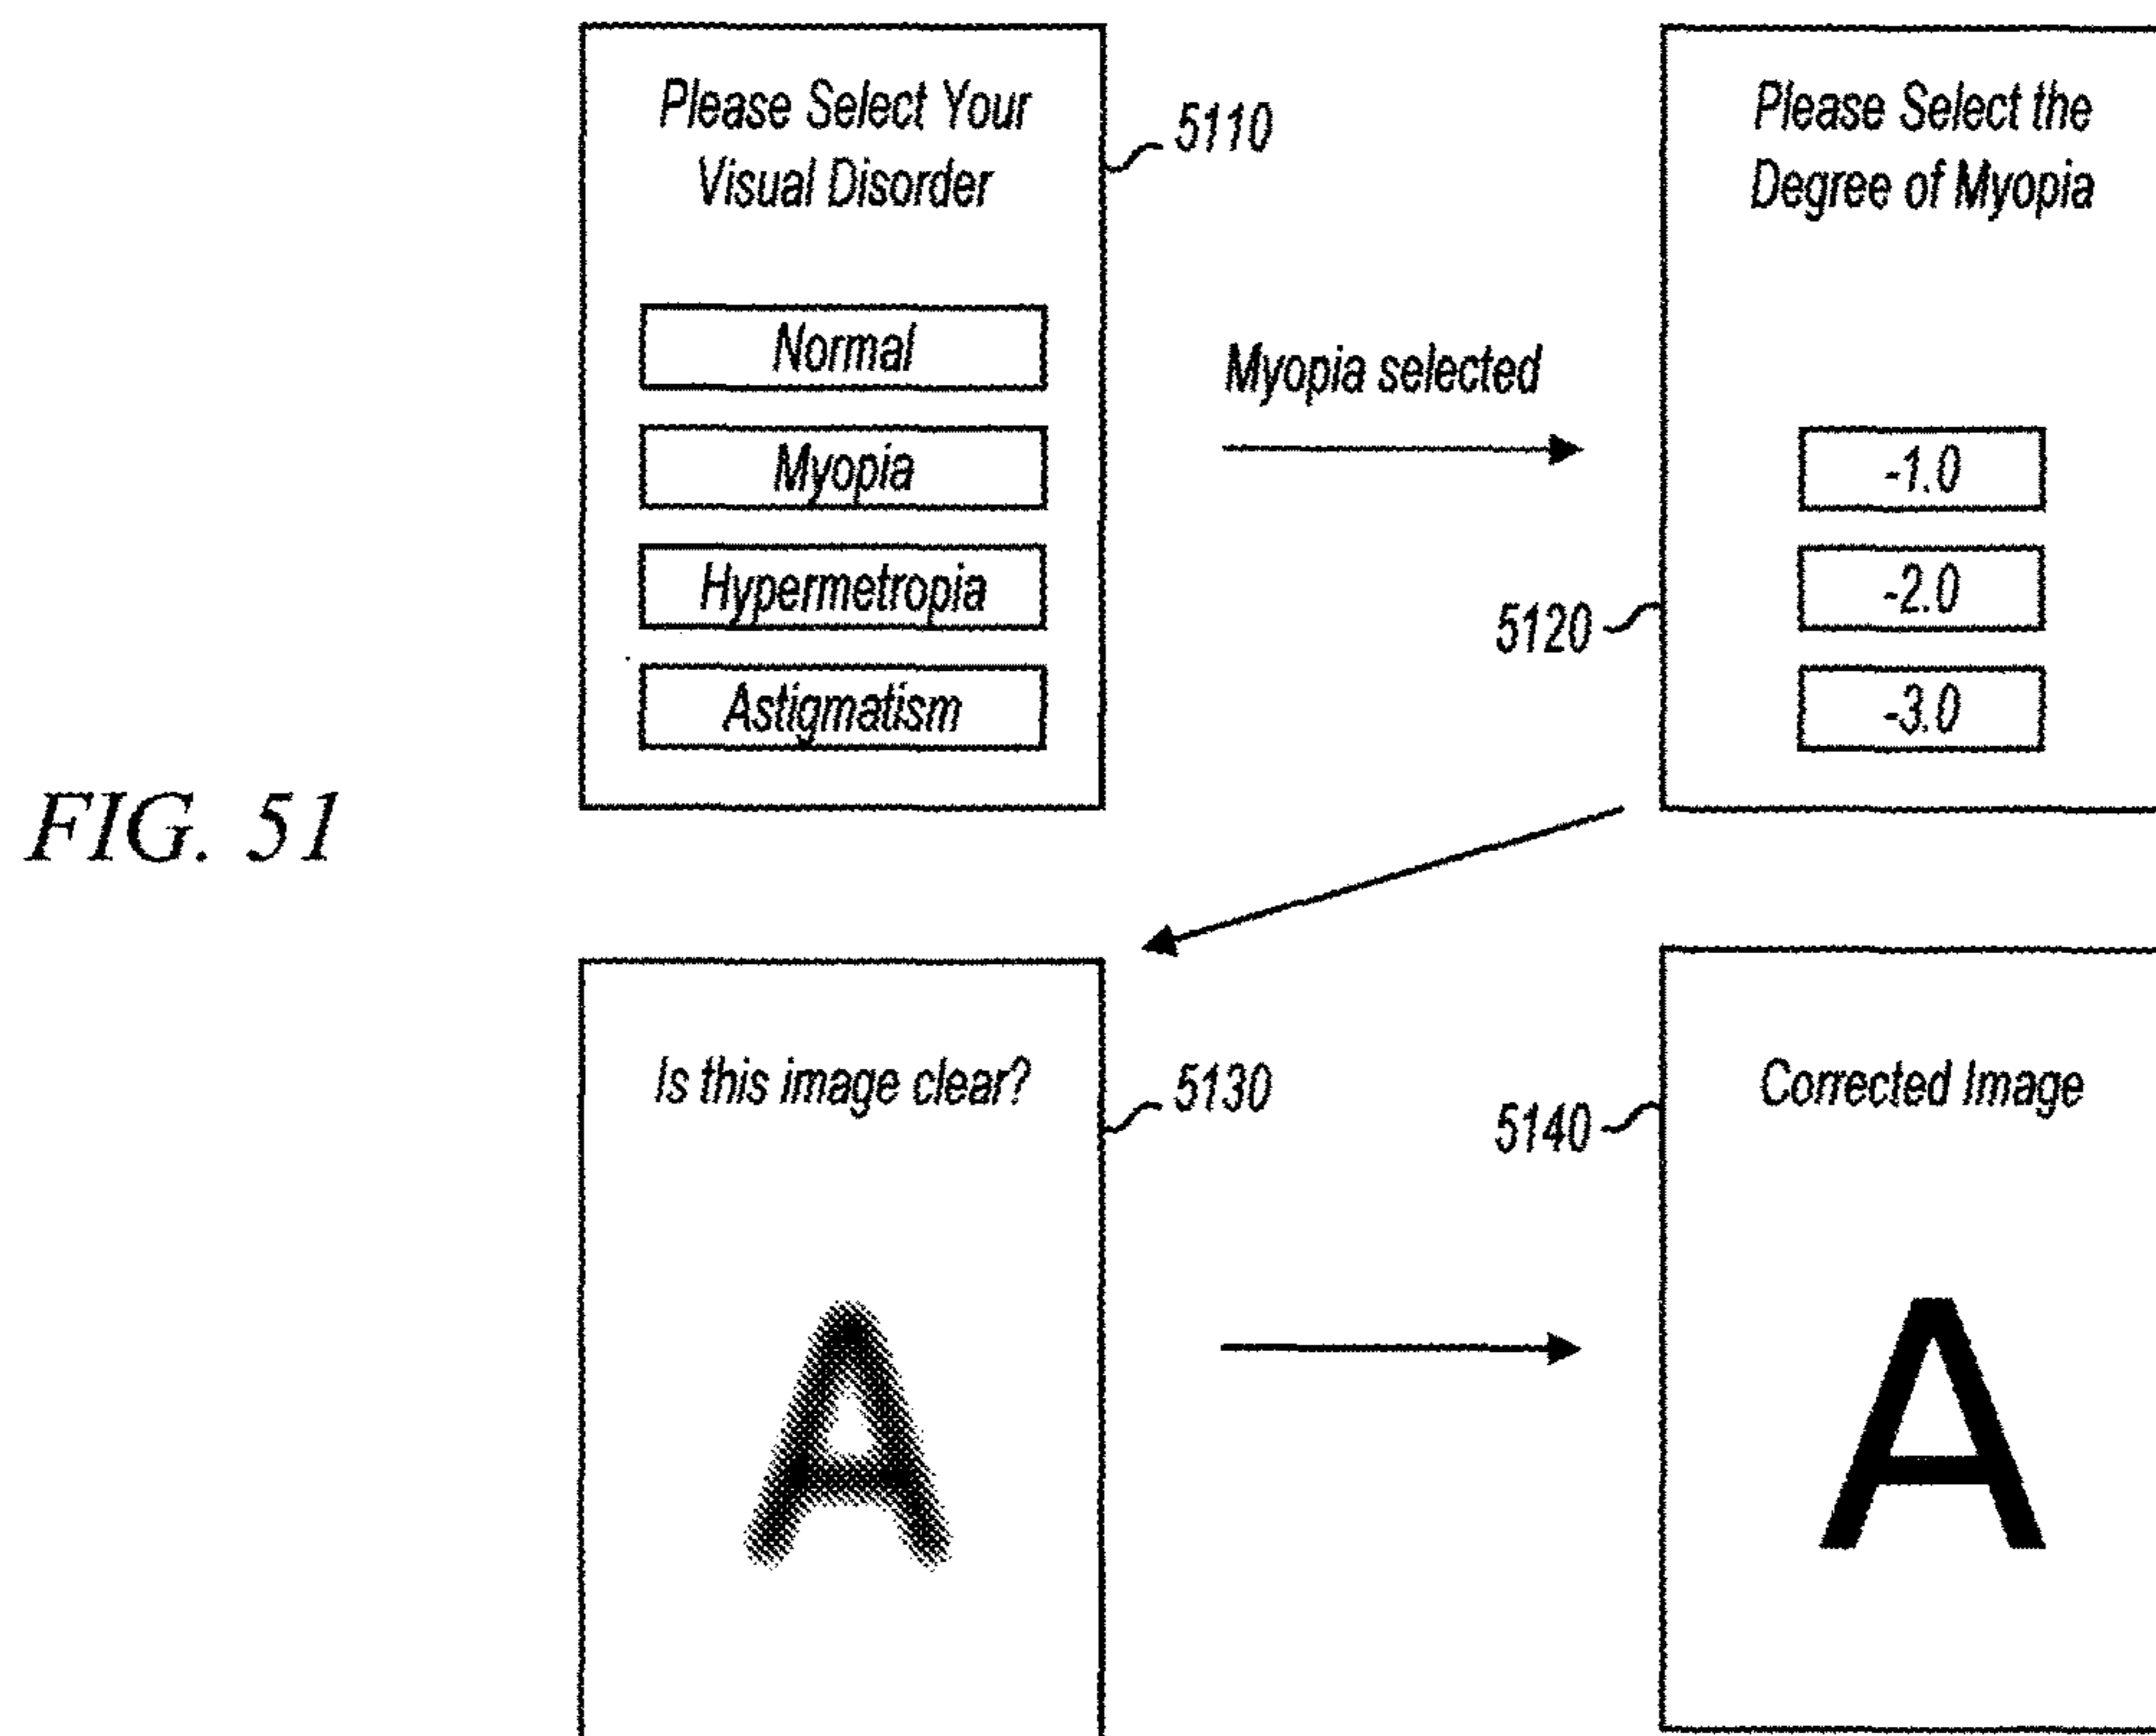 Please Select Your
Visual Disorder
5110
Normal
Myopia
Hypermetropia
Astigmatism
Myopia selected
Please Select the
Degree of Myopia
5120
-1.0
-2.0
-3.0
FIG. 51
Is this image clear?
5130
A
5140
Corrected Image
A